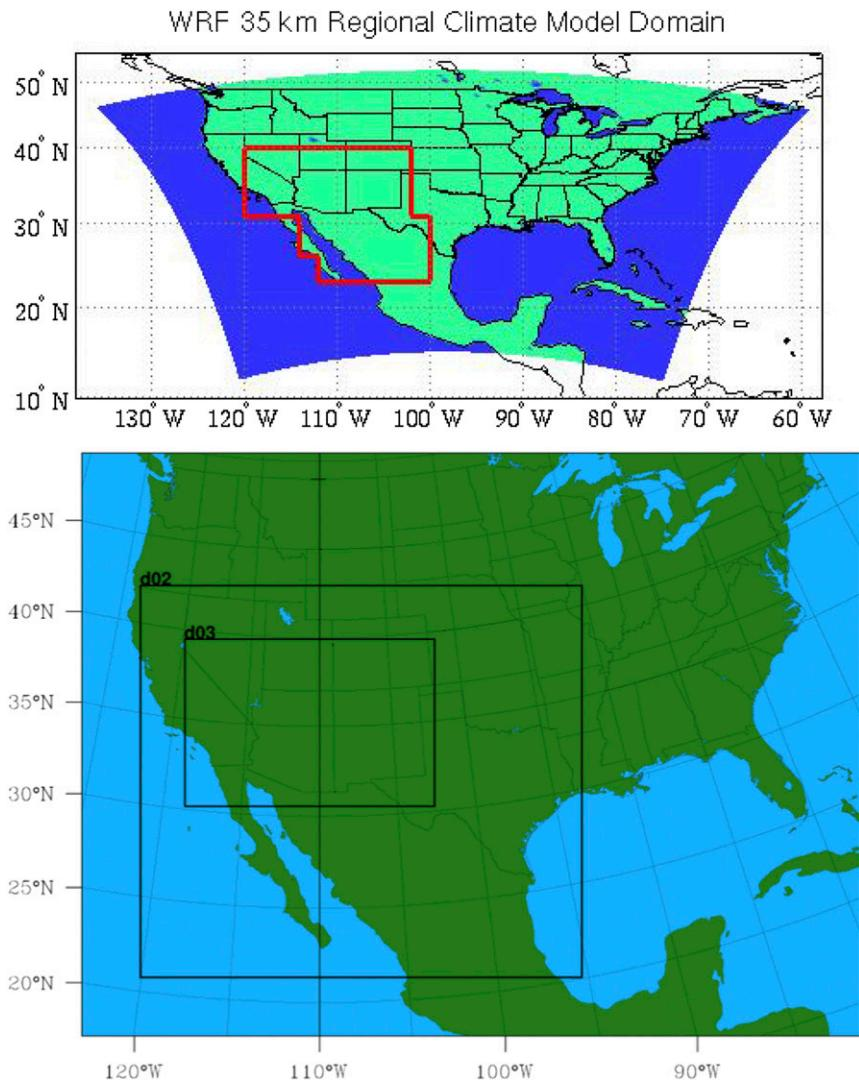 WRF 35 km Regional Climate Model Domain
50° N
40° N
30° N
20° N
10° N
130° W 120° W 110° W 100° W 90° W 80° W 70° W 60° W
45°N
d02
40°N
d03
35°N
30°N
25°N
20°N
120°W 110°W 100°W 90°W